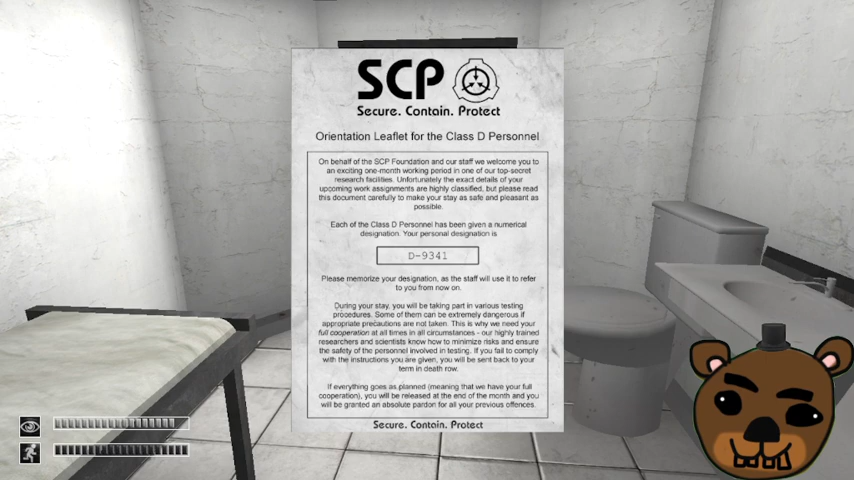 SCP
Secure. Contain. Protect
Orientation Leaflet for the Class D Personnel
On behalf of the SCP Foundation and our staff we welcome you to
an exciting one-month working period in one of our top-secret
research facilities. Unfortunately the exact details of your
upcoming work assignments are highly classified, but please read
this document carefully to make your stay as safe and pleasant as
possible.
Each of the Class D Personnel has been given a numerical
designation. Your personal designation is
D-9341
Please memorize your designation, as the staff will use it to refer
to you from now on.
During your stay, you will be taking part in various testing
procedures. Some of them can be extremely dangerous if
appropriate precautions are not taken. This is why we need your
full cooperation at all times in all circumstances - our highly trained
researchers and scientists know how to minimize risks and ensure
the safety of the personnel involved in testing. If you fail to comply
with the instructions you are given, you will be sent back to your
term in death row.
If everything goes as planned (meaning that we have your full
cooperation), you will be released at the end of the month and you
will be granted an absolute pardon for all your previous offences.
Secure. Contain. Protect